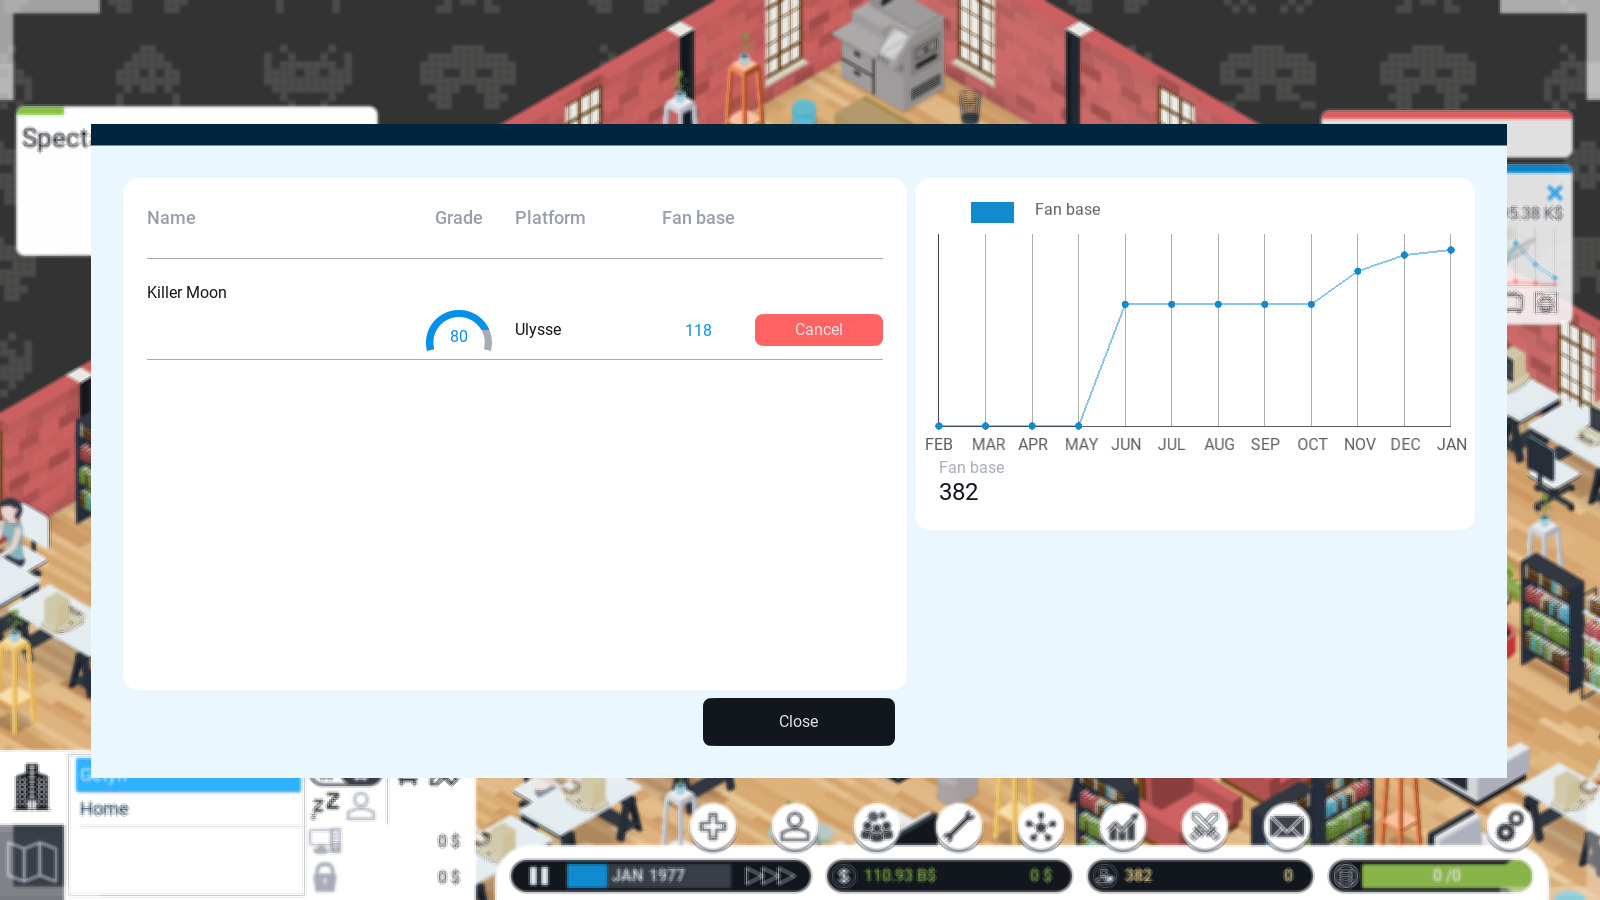 Name Grade Platform Fan base
Killer Moon
80 Ulysse 118 Cancel
Fan base
FEB MAR APR MAY JUN JUL AUG SEP OCT NOV DEC JAN
Fan base
382
Close
Spect
5.38 K$
Home
0 $
0 $
JAN 1977
$ 110.93 B$ 0 $
382 0
0 /0